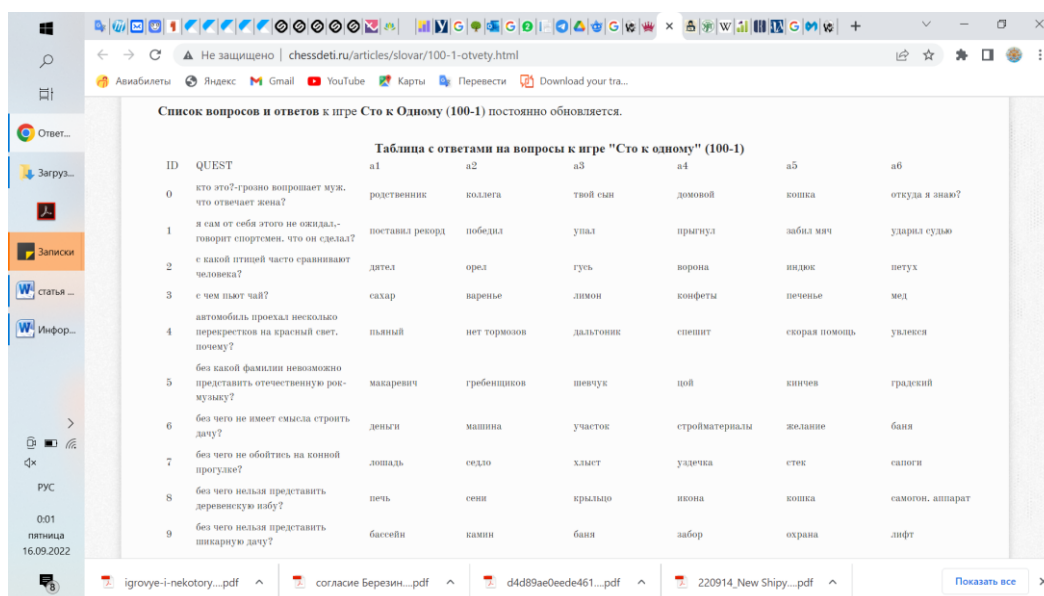 Не защищено | chessdeti.ru/articles/slovar/100-1-otvety.html
Авиабилеты Яндекс Gmail YouTube Карты Перевести Download your tra...
Ответ...
Загруз...
Записки
статья ...
Инфор...
РУС
0:01
пятница
16.09.2022
8
Список вопросов и ответов к игре Сто к Одному (100-1) постоянно обновляется.
Таблица с ответами на вопросы к игре "Сто к одному" (100-1)
ID QUEST a1 a2 a3 a4 a5 a6
кто это?-грозно вопрошает муж.
0 родственник коллега твой сын домовой кошка откуда я знаю?
что отвечает жена?
я сам от себя этого не ожидал,-
1 поставил рекорд победил упал прыгнул забил мяч ударил судью
говорит спортсмен. что он сделал?
с какой птицей часто сравнивают
2 дятел орел гусь ворона индюк петух
человека?
3 с чем пьют чай? сахар варенье лимон конфеты печенье мед
автомобиль проехал несколько
4 перекрестков на красный свет. пьяный нет тормозов дальтоник спешит скорая помощь увлекся
почему?
без какой фамилии невозможно
5 представить отечественную рок- макаревич гребенщиков шевчук цой кинчев градский
музыку?
без чего не имеет смысла строить
6 деньги машина участок стройматериалы желание баня
дачу?
без чего не обойтись на конной
7 лошадь седло хлыст уздечка стек сапоги
прогулке?
без чего нельзя представить
8 печь сени крыльцо икона кошка самогон. аппарат
деревенскую избу?
без чего нельзя представить
9 бассейн камин баня забор охрана лифт
шикарную дачу?
igrovye-i-nekotory....pdf согласие Березин....pdf d4d89ae0eede461....pdf 220914_New Shipy....pdf Показать все